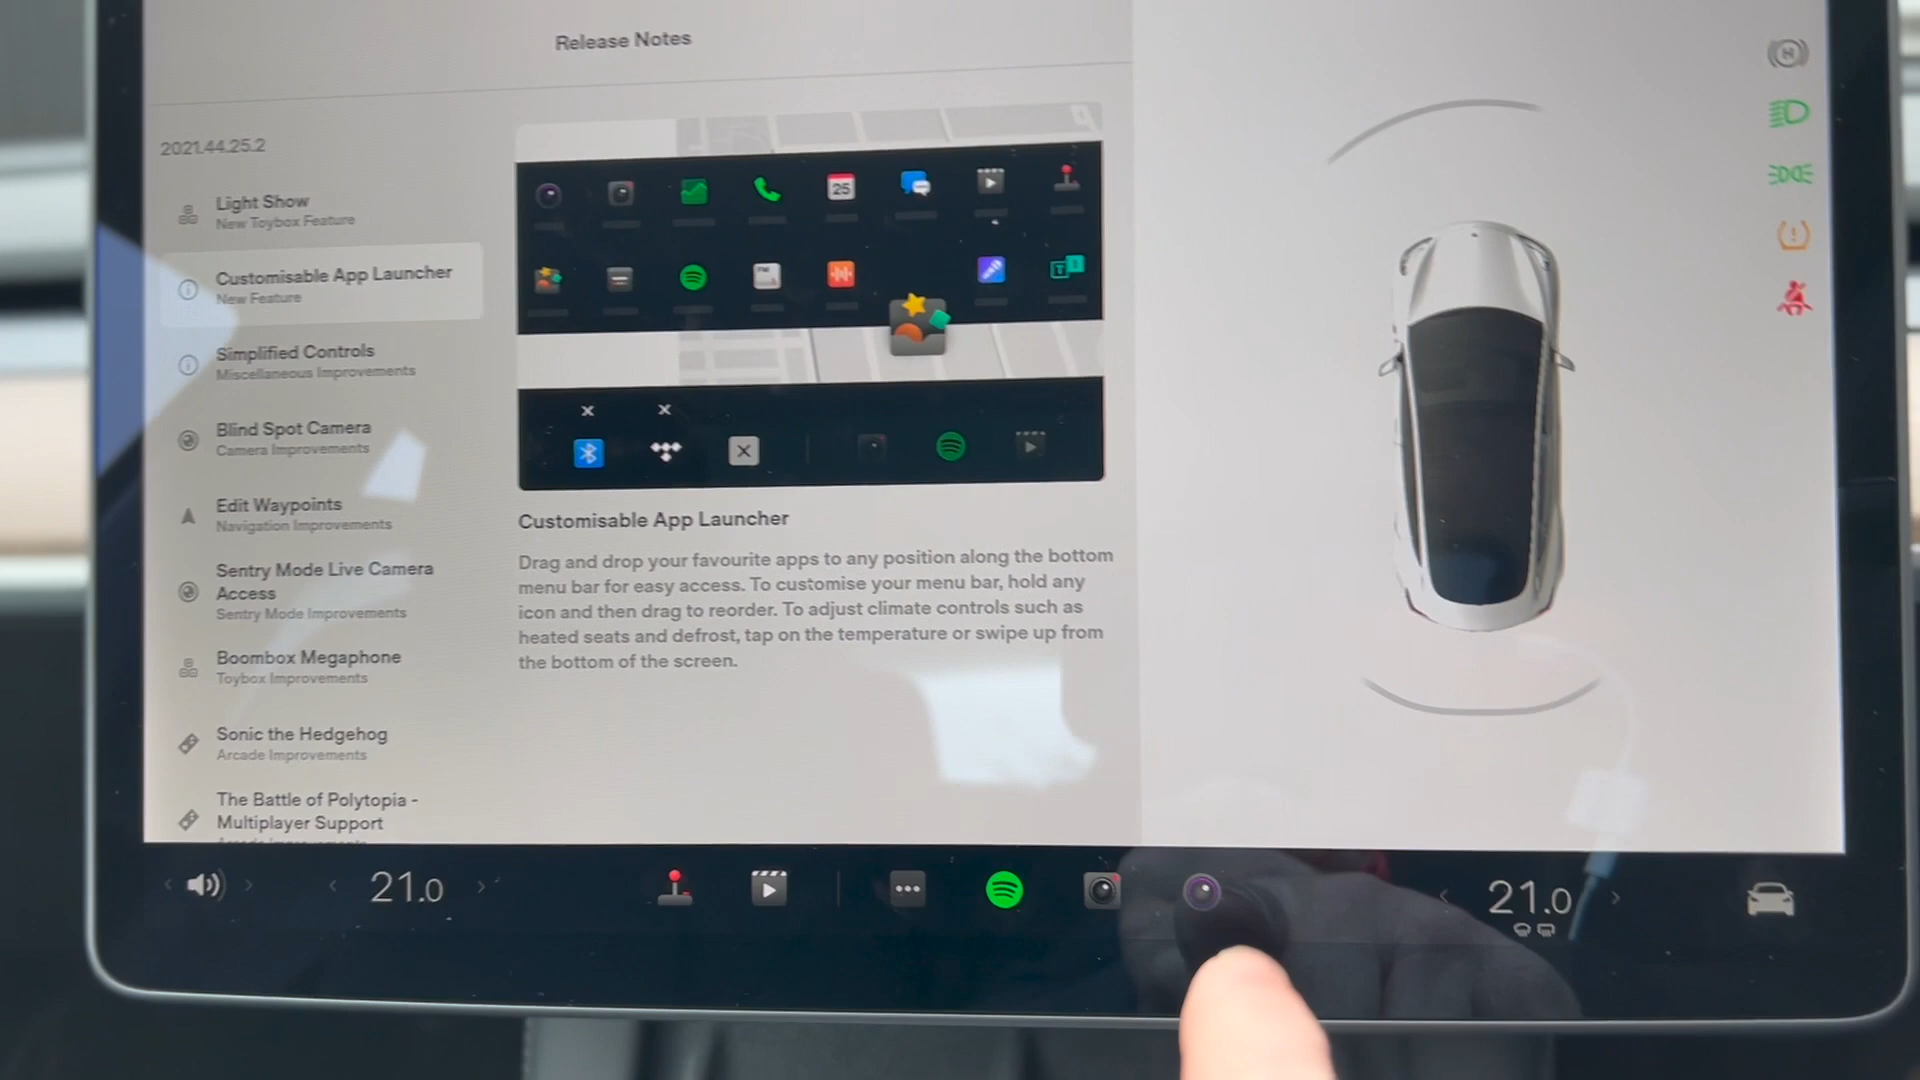 Release Notes
2021.44.25.2
Light Show
New Toybox Feature
Customisable App Launcher
New Feature
Simplified Controls
Miscellaneous Improvements
Blind Spot Camera
Camera Improvements
Edit Waypoints
Navigation Improvements
Sentry Mode Live Camera
Access
Sentry Mode Improvements
Boombox Megaphone
Toybox Improvements
Sonic the Hedgehog
Arcade Improvements
The Battle of Polytopia -
Multiplayer Support
25
Customisable App Launcher
Drag and drop your favourite apps to any position along the bottom
menu bar for easy access. To customise your menu bar, hold any
icon and then drag to reorder. To adjust climate controls such as
heated seats and defrost, tap on the temperature or swipe up from
the bottom of the screen.
21.0
21.0